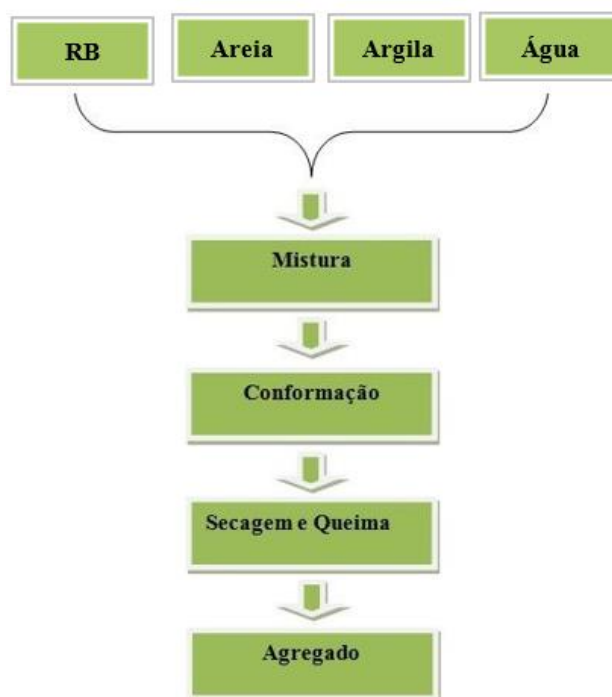 RB Areia Argila Água
Mistura
Conformação
Secagem e Queima
Agregado